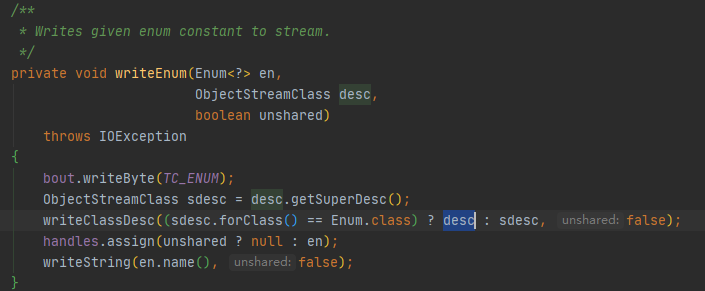 /**
 * Writes given enum constant to stream.
 */
private void writeEnum(Enum<?> en,
                       ObjectStreamClass desc,
                       boolean unshared)
    throws IOException
{
    bout.writeByte(TC_ENUM);
    ObjectStreamClass sdesc = desc.getSuperDesc();
    writeClassDesc((sdesc.forClass() == Enum.class) ? desc : sdesc, unshared: false);
    handles.assign(unshared ? null : en);
    writeString(en.name(), unshared: false);
}